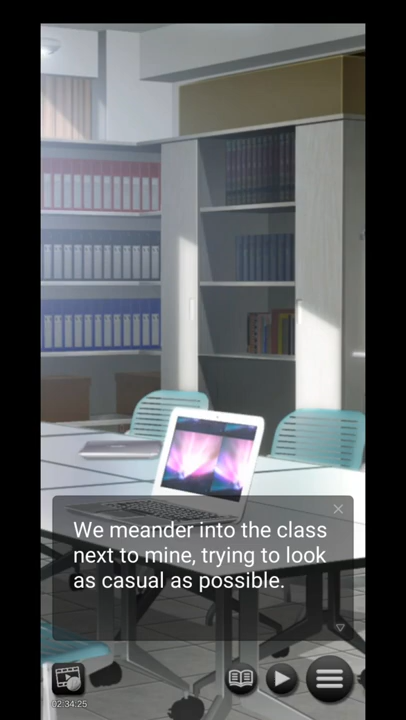 We meander into the class
next to mine, trying to look
as casual as possible.
02:34:25